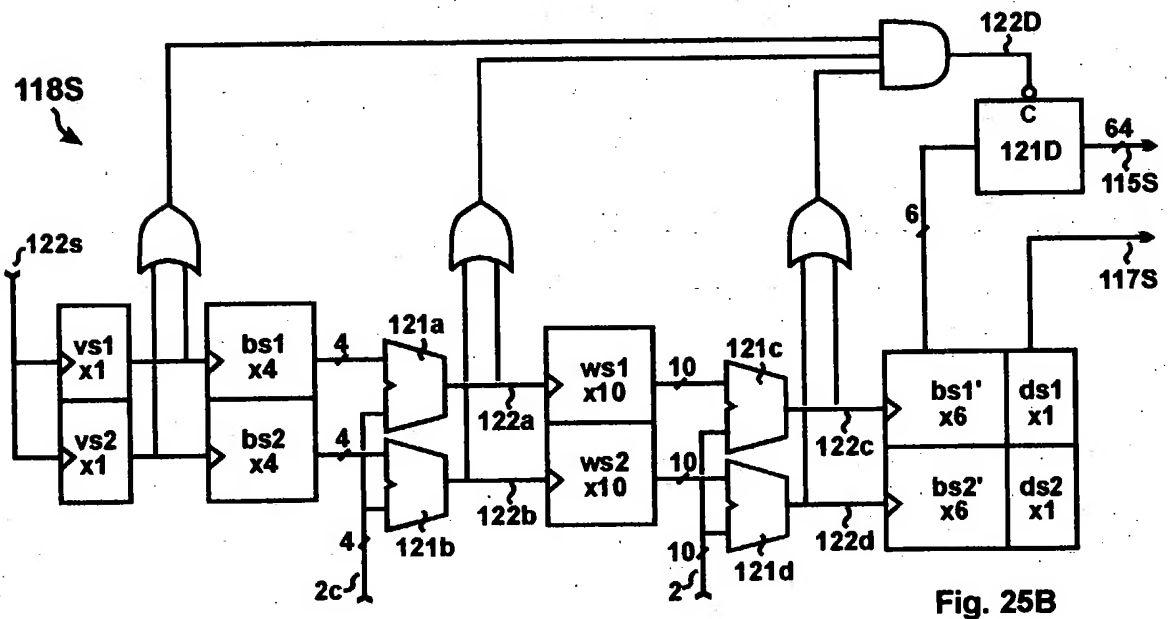 122D
118S
C
121D
64
115S
6
117S
122s
vs1
x1
bs1
x4
4
121a
122a
ws1
x10
10
121c
122c
bs1'
x6
ds1
x1
vs2
x1
bs2
x4
4
121b
122b
ws2
x10
10
121d
122d
bs2'
x6
ds2
x1
4
2c
10
2
Fig. 25B